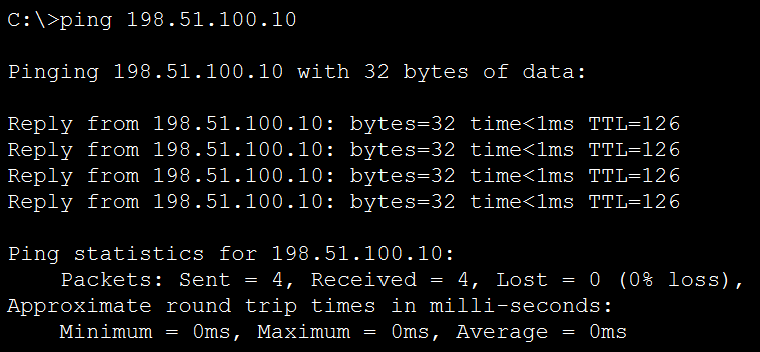 C:\>ping 198.51.100.10
Pinging 198.51.100.10 with 32 bytes of data:
Reply from 198.51.100.10: bytes=32 time<1ms TTL=126
Reply from 198.51.100.10: bytes=32 time<1ms TTL=126
Reply from 198.51.100.10: bytes=32 time<1ms TTL=126
Reply from 198.51.100.10: bytes=32 time<1ms TTL=126
Ping statistics for 198.51.100.10:
    Packets: Sent = 4, Received = 4, Lost = 0 (0% loss),
Approximate round trip times in milli-seconds:
    Minimum = 0ms, Maximum = 0ms, Average = 0ms